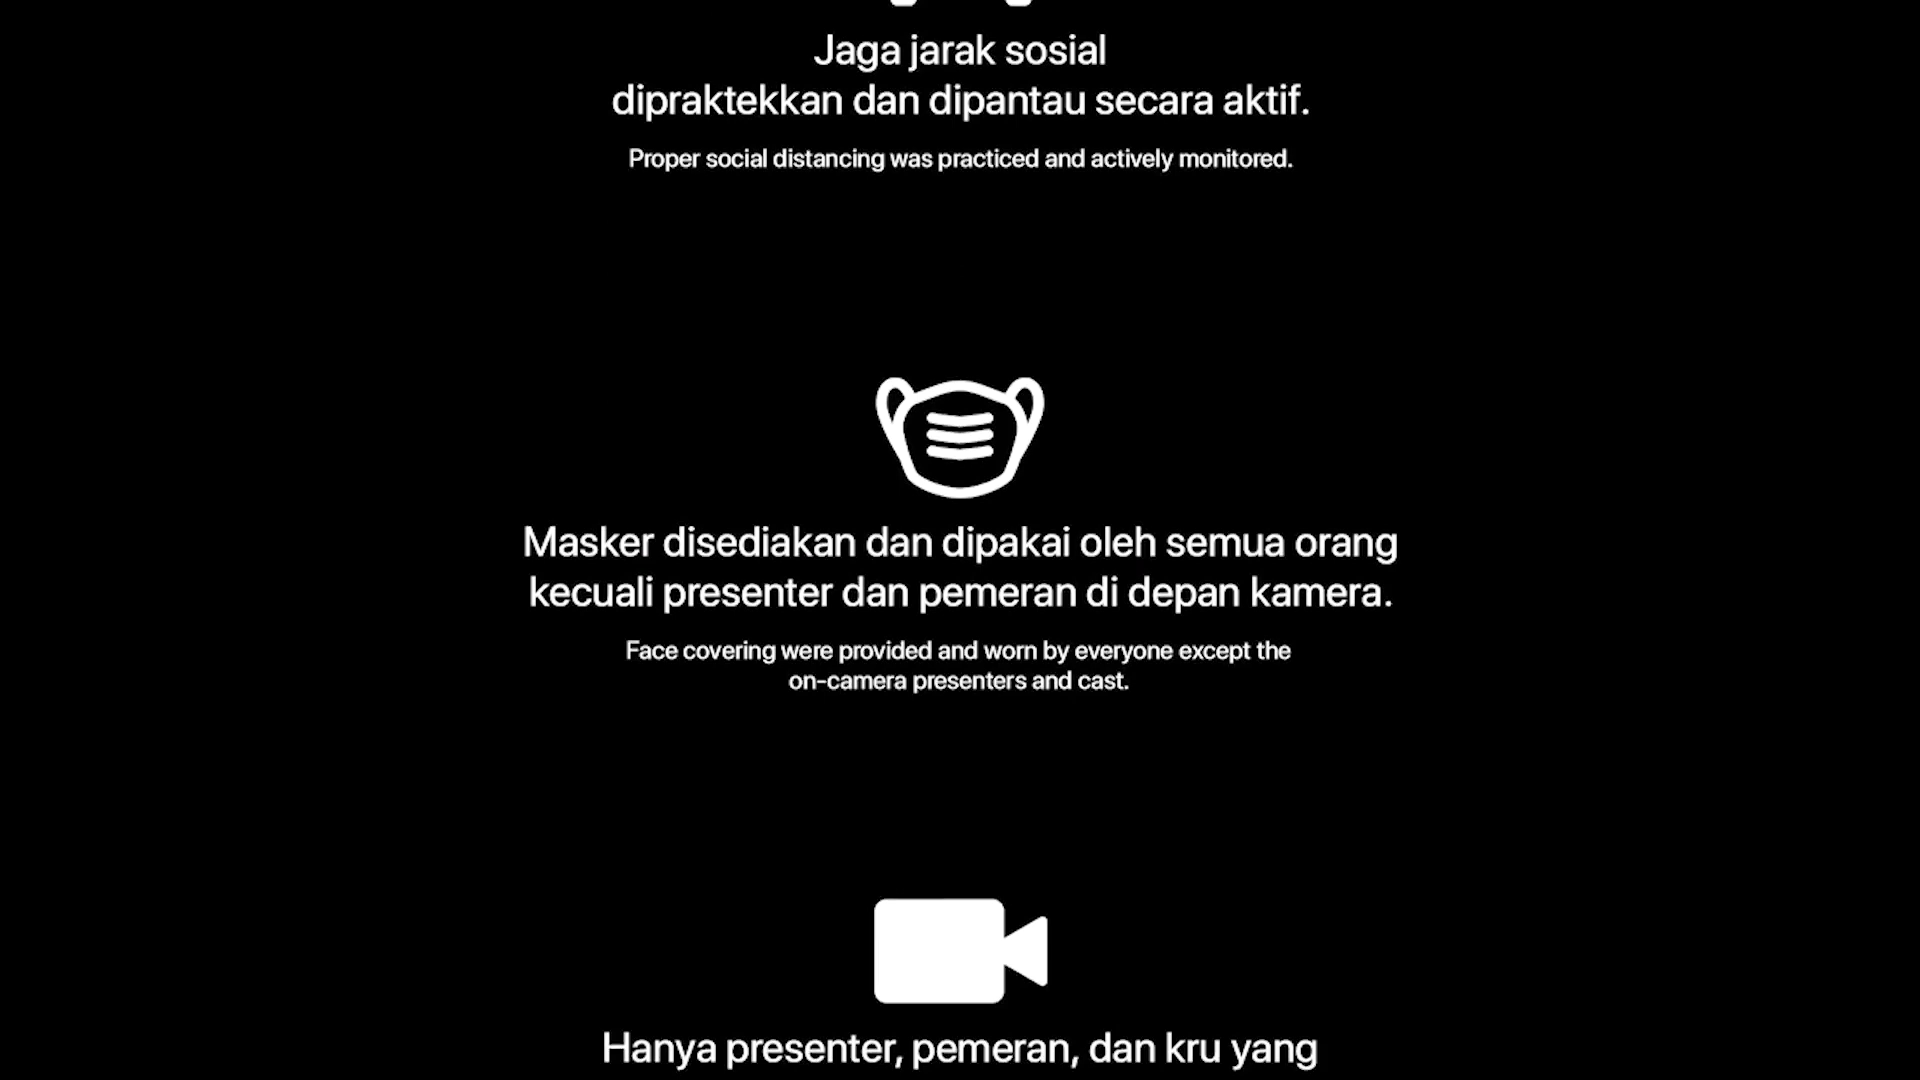 Jaga jarak sosial
dipraktekkan dan dipantau secara aktif.
Proper social distancing was practiced and actively monitored.
Masker disediakan dan dipakai oleh semua orang
kecuali presenter dan pemeran di depan kamera.
Face covering were provided and worn by everyone except the
on-camera presenters and cast.
Hanya presenter, pemeran, dan kru yang